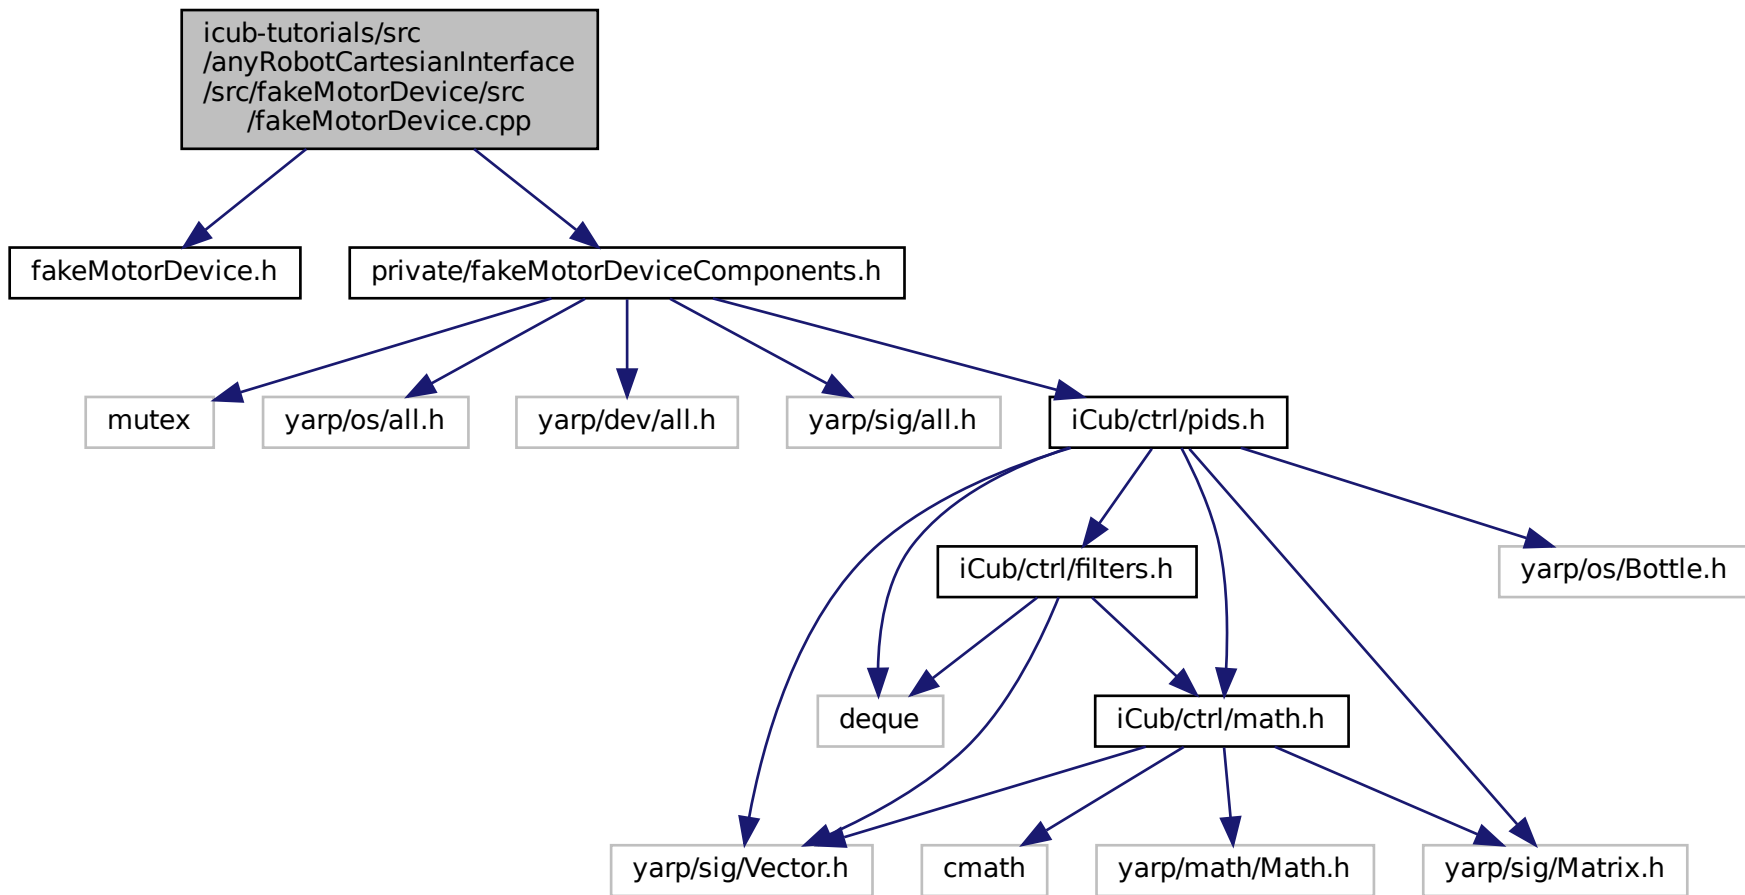 icub-tutorials/src
/anyRobotCartesianInterface
/src/fakeMotorDevice/src
/fakeMotorDevice.cpp
fakeMotorDevice.h
private/fakeMotorDeviceComponents.h
mutex
yarp/os/all.h
yarp/dev/all.h
yarp/sig/all.h
iCub/ctrl/pids.h
iCub/ctrl/filters.h
yarp/os/Bottle.h
deque
iCub/ctrl/math.h
yarp/sig/Vector.h
cmath
yarp/math/Math.h
yarp/sig/Matrix.h